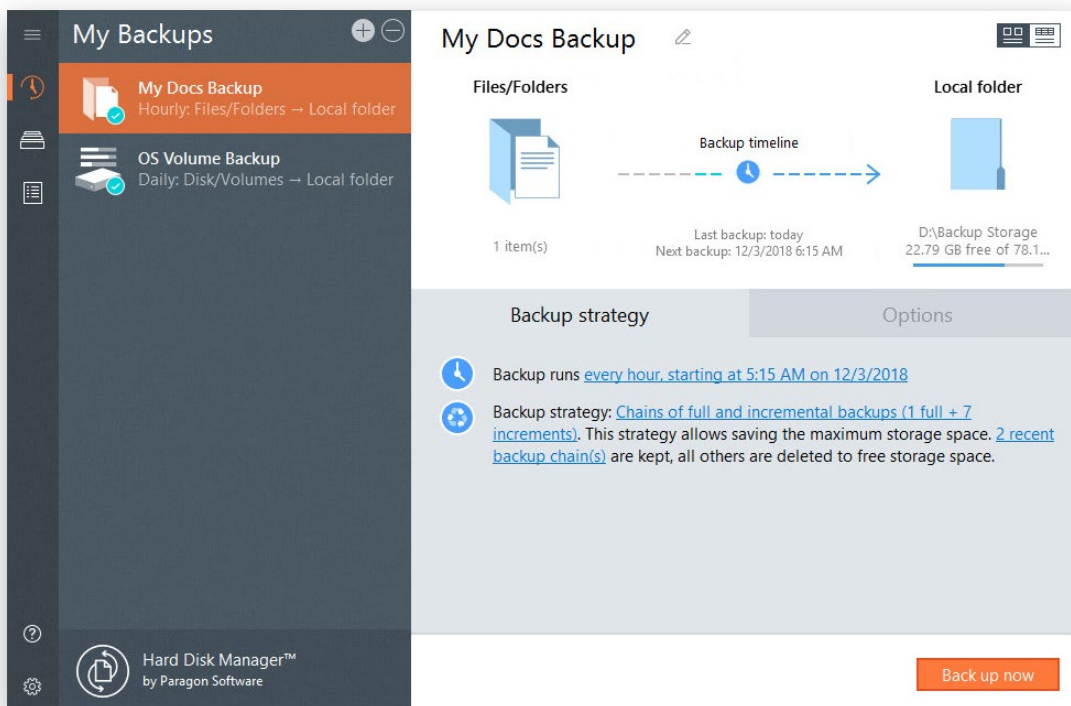 My Backups
My Docs Backup
Hourly: Files/Folders → Local folder
OS Volume Backup
Daily: Disk/Volumes → Local folder
Hard Disk Manager™
by Paragon Software
My Docs Backup
Files/Folders
Local folder
Backup timeline
1 item(s)
Last backup: today
Next backup: 12/3/2018 6:15 AM
D:\Backup Storage
22.79 GB free of 78.1...
Backup strategy
Options
Backup runs every hour, starting at 5:15 AM on 12/3/2018
Backup strategy: Chains of full and incremental backups (1 full + 7
increments). This strategy allows saving the maximum storage space. 2 recent
backup chain(s) are kept, all others are deleted to free storage space.
Back up now